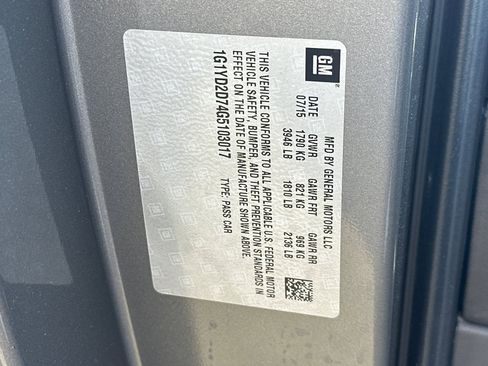 GM
MFD BY GENERAL MOTORS LLC
DATE GVWR GAWR FRT GAWR RR
07/15 1790 KG 821 KG 969 KG
3946 LB 1810 LB 2136 LB
THIS VEHICLE CONFORMS TO ALL APPLICABLE U.S. FEDERAL MOTOR
VEHICLE SAFETY, BUMPER, AND THEFT PREVENTION STANDARDS IN
EFFECT ON THE DATE OF MANUFACTURE SHOWN ABOVE.
1G1YD2D74G5103017 TYPE: PASS CAR